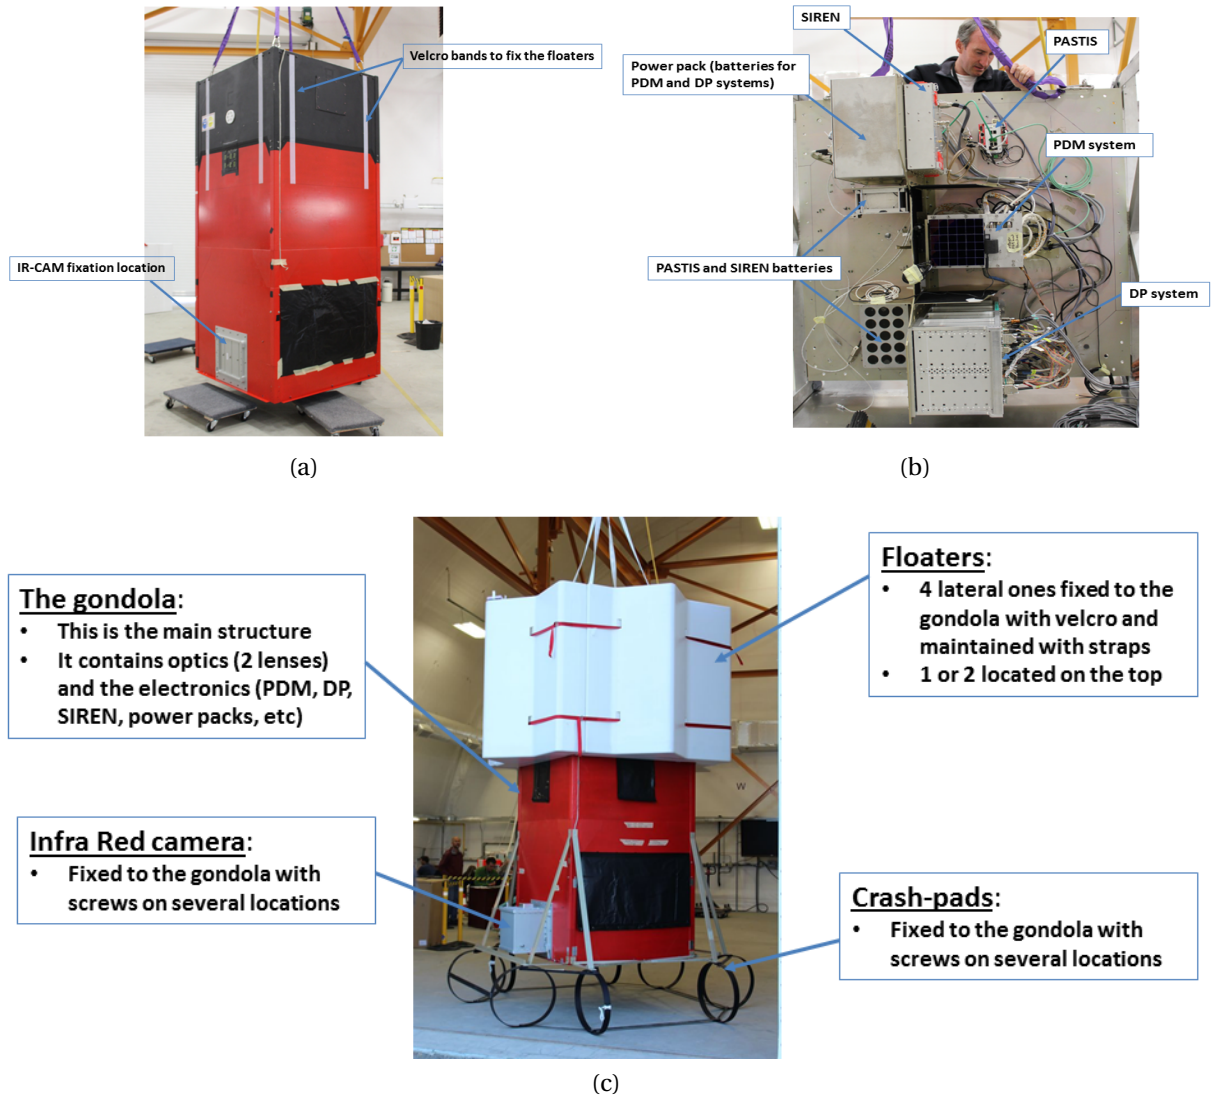 Velcro bands to fix the floaters
IR-CAM fixation location
(a)
SIREN
PASTIS
Power pack (batteries for
PDM and DP systems)
PDM system
PASTIS and SIREN batteries
DP system
(b)
The gondola:
• This is the main structure
• It contains optics (2 lenses)
and the electronics (PDM, DP,
SIREN, power packs, etc)
Floaters:
• 4 lateral ones fixed to the
gondola with velcro and
maintained with straps
• 1 or 2 located on the top
W
Infra Red camera:
• Fixed to the gondola with
screws on several locations
Crash-pads:
• Fixed to the gondola with
screws on several locations
(c)